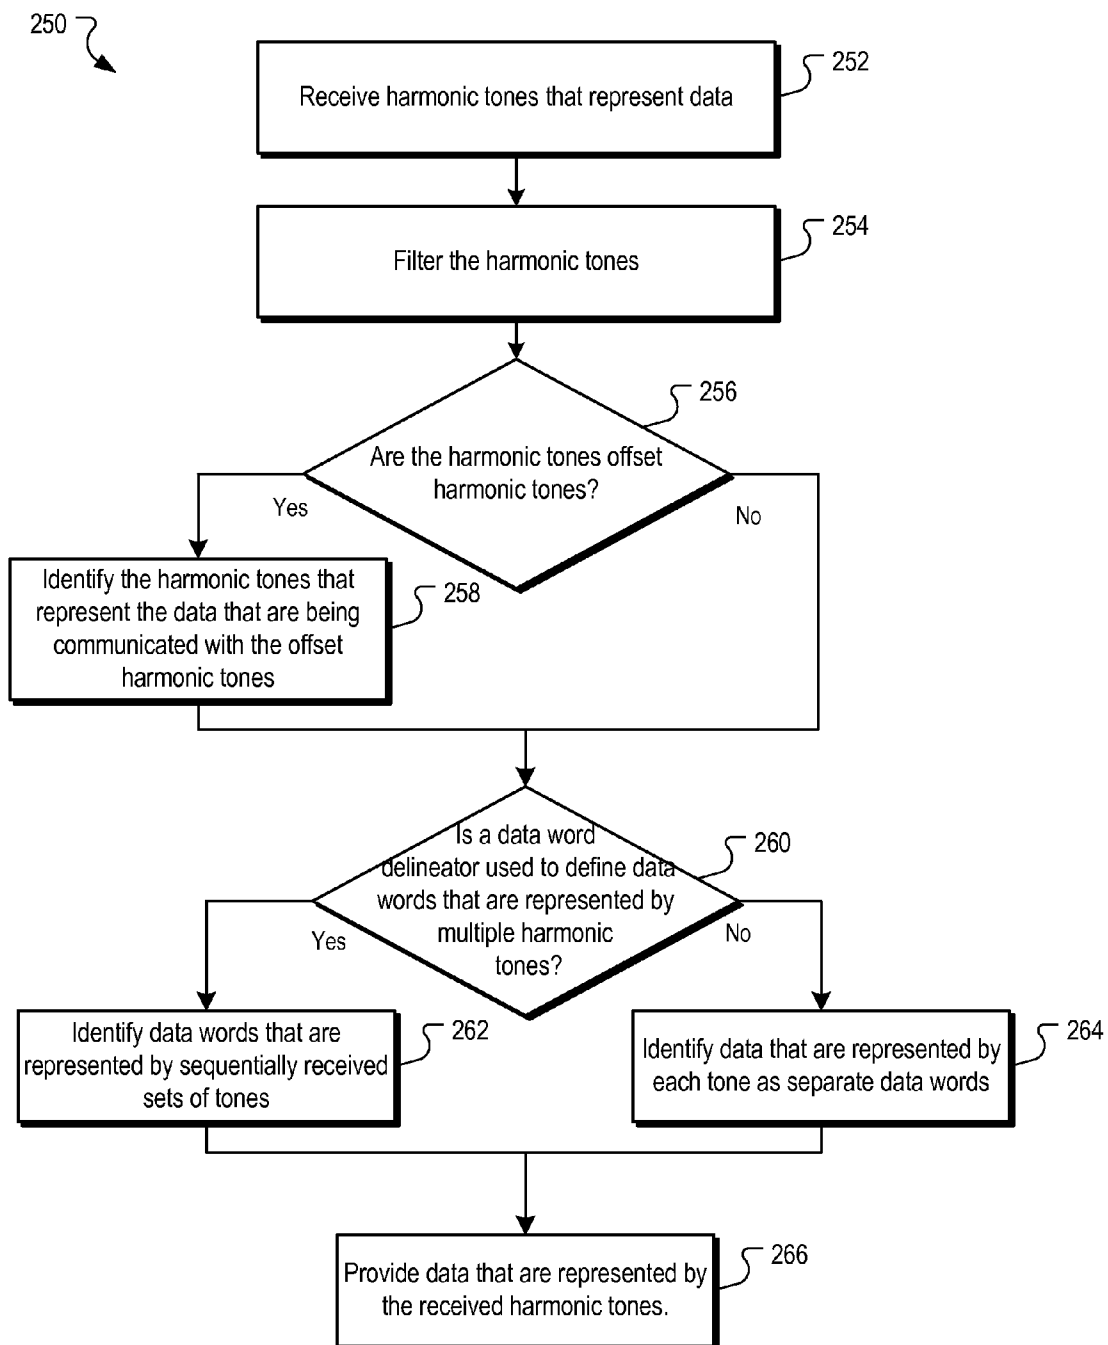 250
252
Receive harmonic tones that represent data
254
Filter the harmonic tones
256
Are the harmonic tones offset
harmonic tones?
Yes
No
Identify the harmonic tones that
represent the data that are being
communicated with the offset
harmonic tones
258
Is a data word
delineator used to define data
words that are represented by
multiple harmonic
tones?
260
Yes
No
Identify data words that are
represented by sequentially received
sets of tones
262
Identify data that are represented by
each tone as separate data words
264
Provide data that are represented by
the received harmonic tones.
266